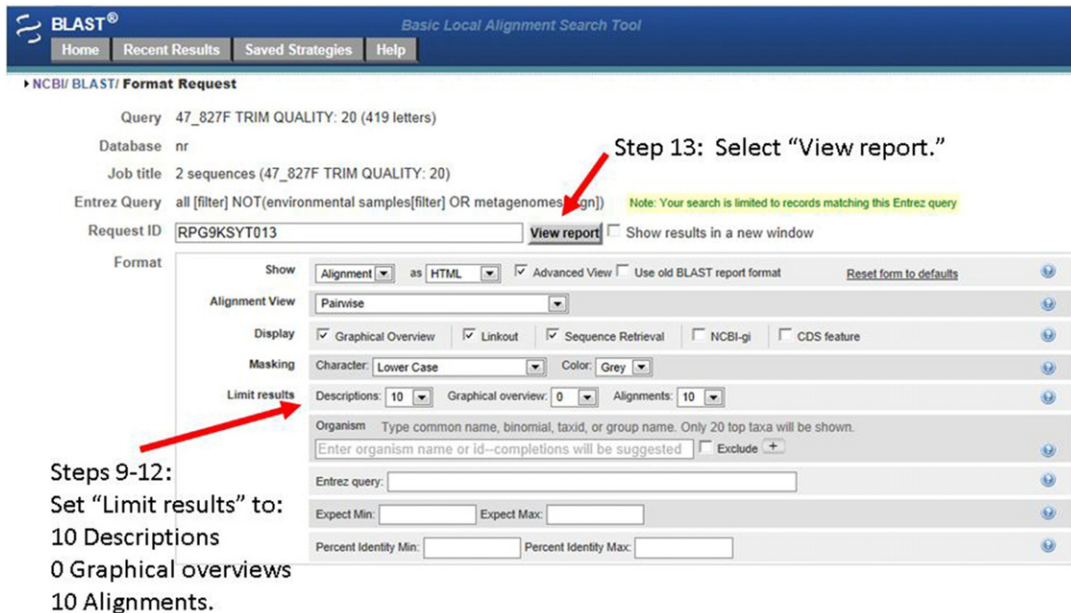 BLAST® Basic Local Alignment Search Tool
Home Recent Results Saved Strategies Help
NCBI/ BLAST/ Format Request
Query 47_827F TRIM QUALITY: 20 (419 letters)
Database nr
Step 13: Select “View report.”
Job title 2 sequences (47_827F TRIM QUALITY: 20)
Entrez Query all [filter] NOT(environmental samples[filter] OR metagenomes gn]) Note: Your search is limited to records matching this Entrez query
Request ID RPG9KSYT013 View report Show results in a new window
Format
Show Alignment as HTML Advanced View Use old BLAST report format Reset form to defaults
Alignment View Pairwise
Display Graphical Overview Linkout Sequence Retrieval NCBI-gi CDS feature
Masking Character: Lower Case Color: Grey
Limit results Descriptions: 10 Graphical overview: 0 Alignments: 10
Organism Type common name, binomial, taxid, or group name. Only 20 top taxa will be shown.
Enter organism name or id--completions will be suggested Exclude +
Entrez query:
Expect Min: Expect Max:
Percent Identity Min: Percent Identity Max:
Steps 9-12:
Set “Limit results” to:
10 Descriptions
0 Graphical overviews
10 Alignments.